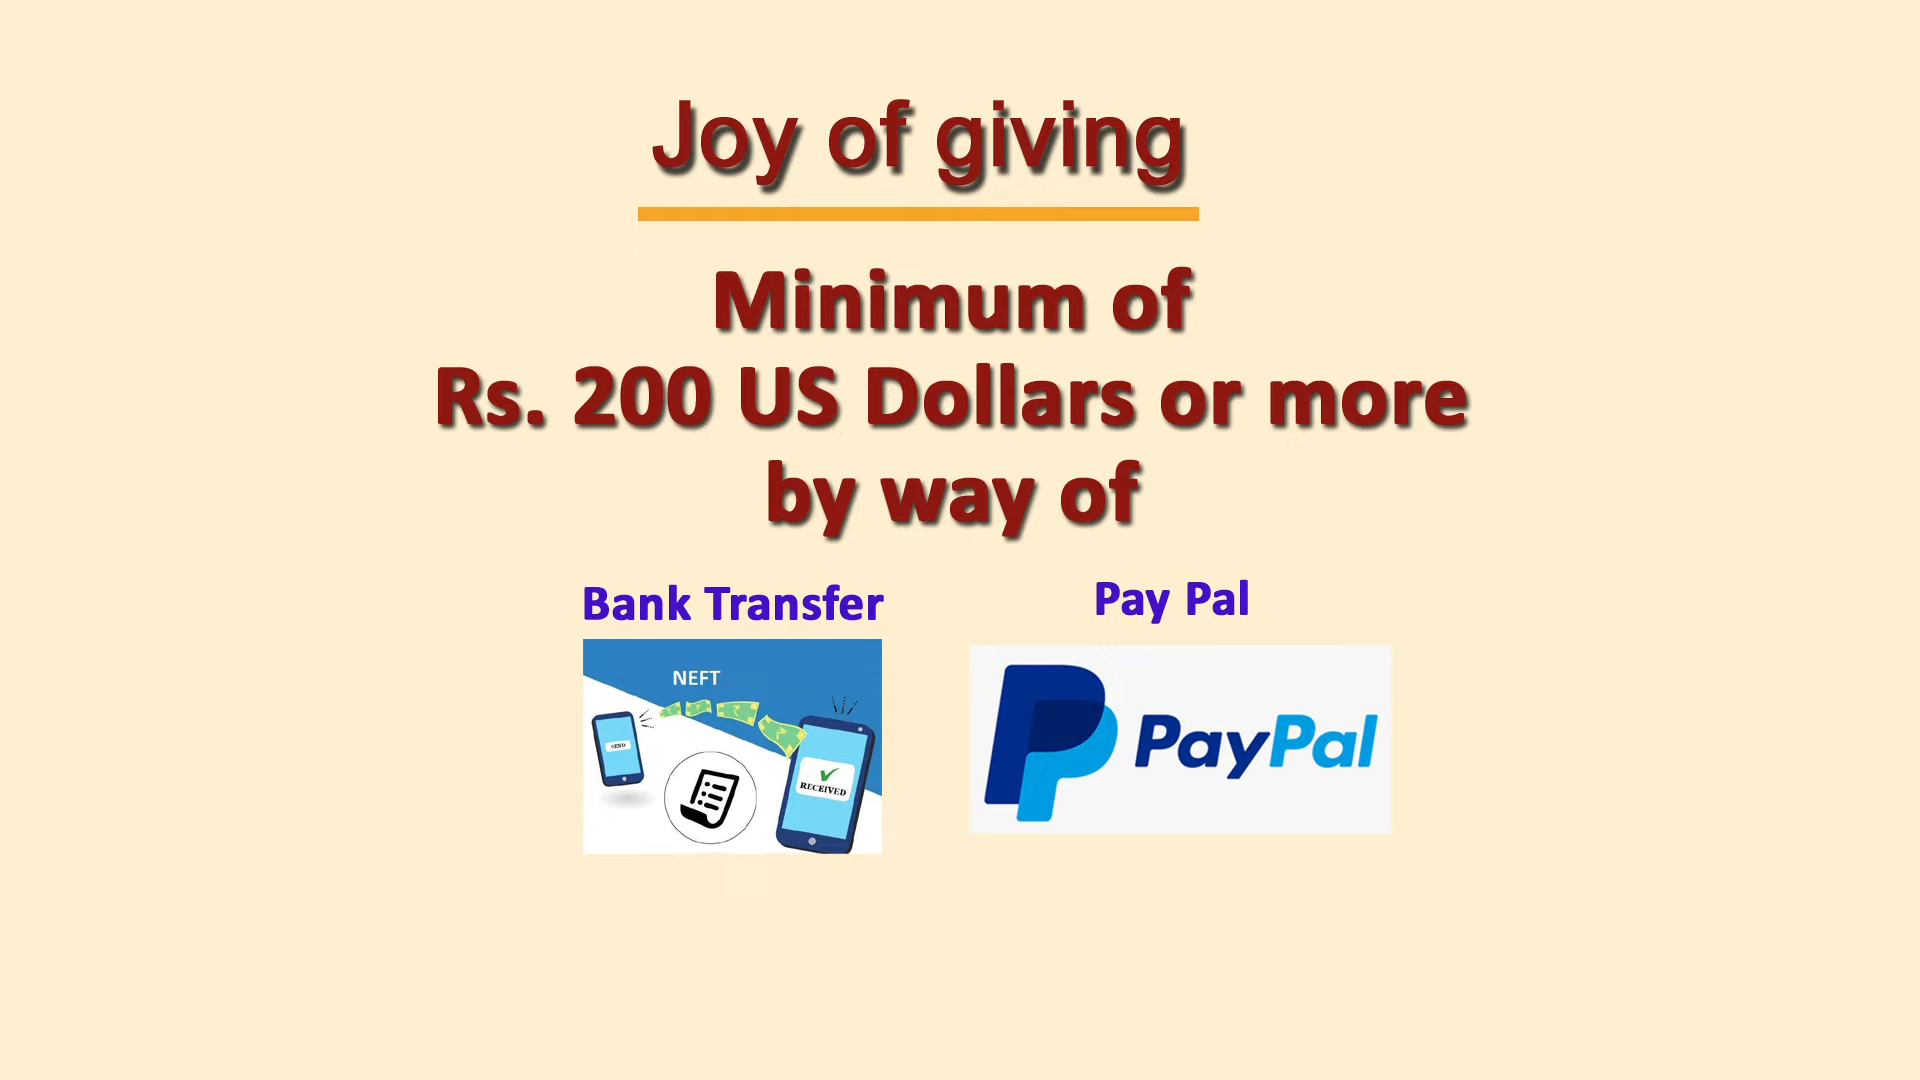 Joy of giving
Minimum of
Rs. 200 US Dollars or more
by way of
Bank Transfer
Pay Pal
NEFT
SEND
RECEIVED
PayPal